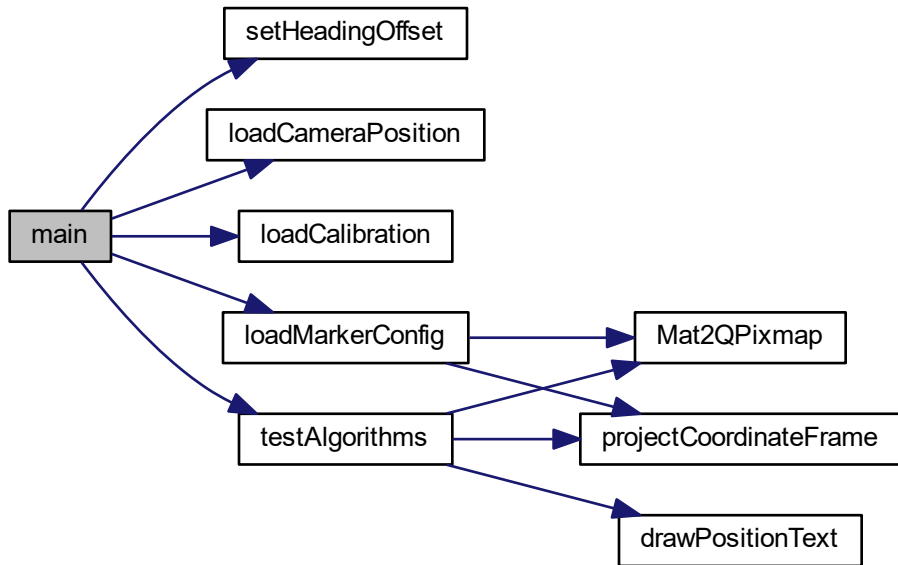 setHeadingOffset
loadCameraPosition
main
loadCalibration
loadMarkerConfig
Mat2QPixmap
testAlgorithms
projectCoordinateFrame
drawPositionText